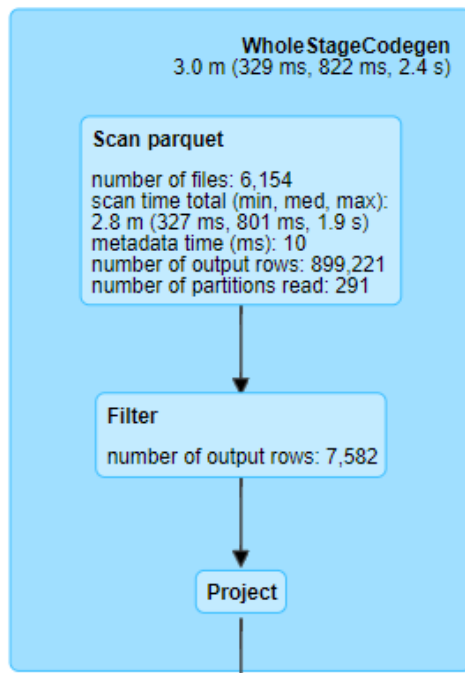 WholeStageCodegen
3.0 m (329 ms, 822 ms, 2.4 s)
Scan parquet
number of files: 6,154
scan time total (min, med, max):
2.8 m (327 ms, 801 ms, 1.9 s)
metadata time (ms): 10
number of output rows: 899,221
number of partitions read: 291
Filter
number of output rows: 7,582
Project